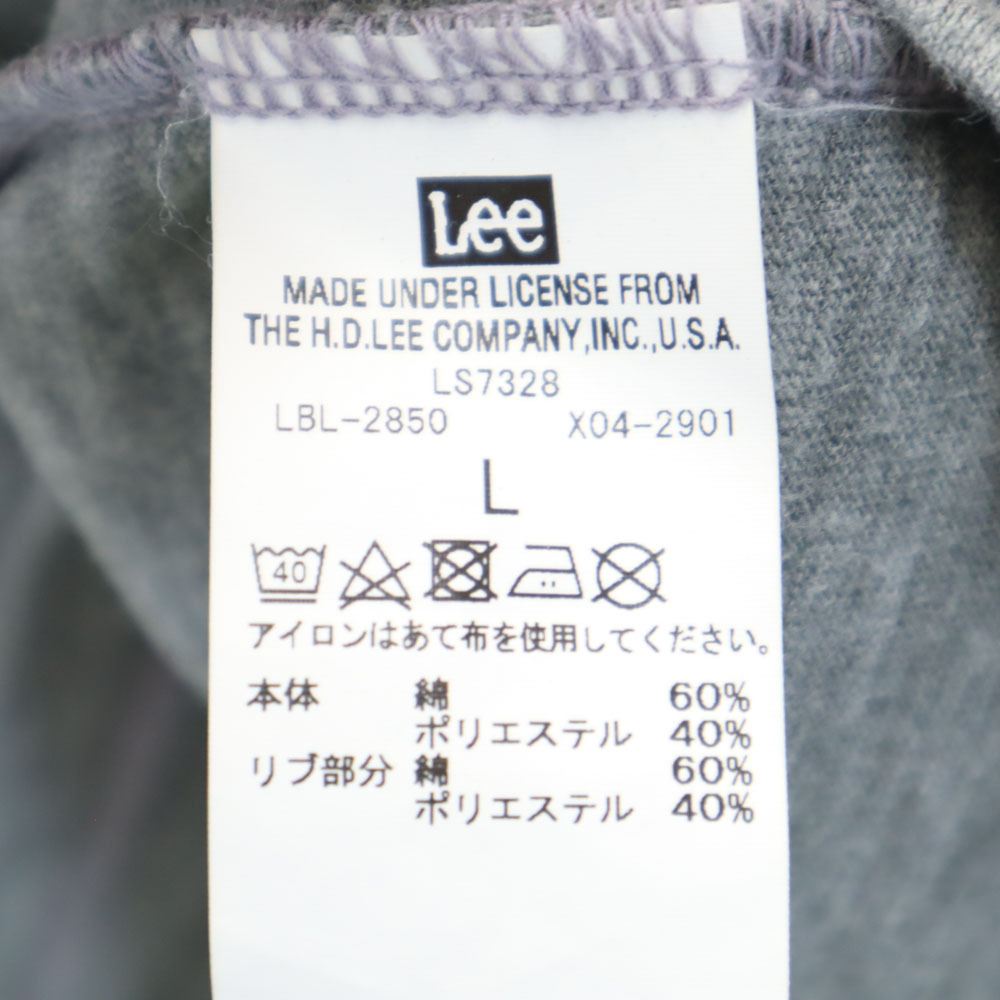 Lee
MADE UNDER LICENSE FROM
THE H.D.LEE COMPANY,INC.,U.S.A.
LS7328
LBL-2850 X04-2901
L
40
アイロンはあて布を使用してください。
本体 綿 60%
ポリエステル 40%
リブ部分 綿 60%
ポリエステル 40%